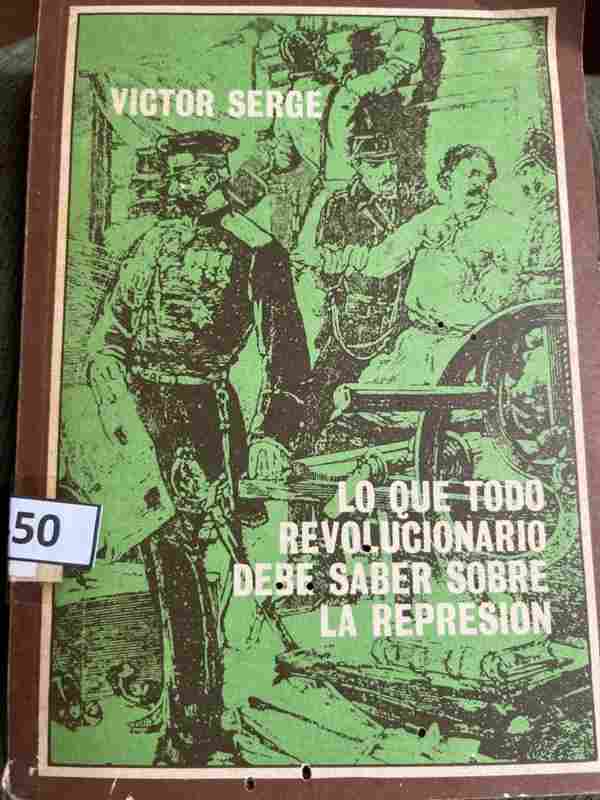 VICTOR SERGE
LO QUE TODO
REVOLUCIONARIO
DEBE SABER SOBRE
LA REPRESION
50